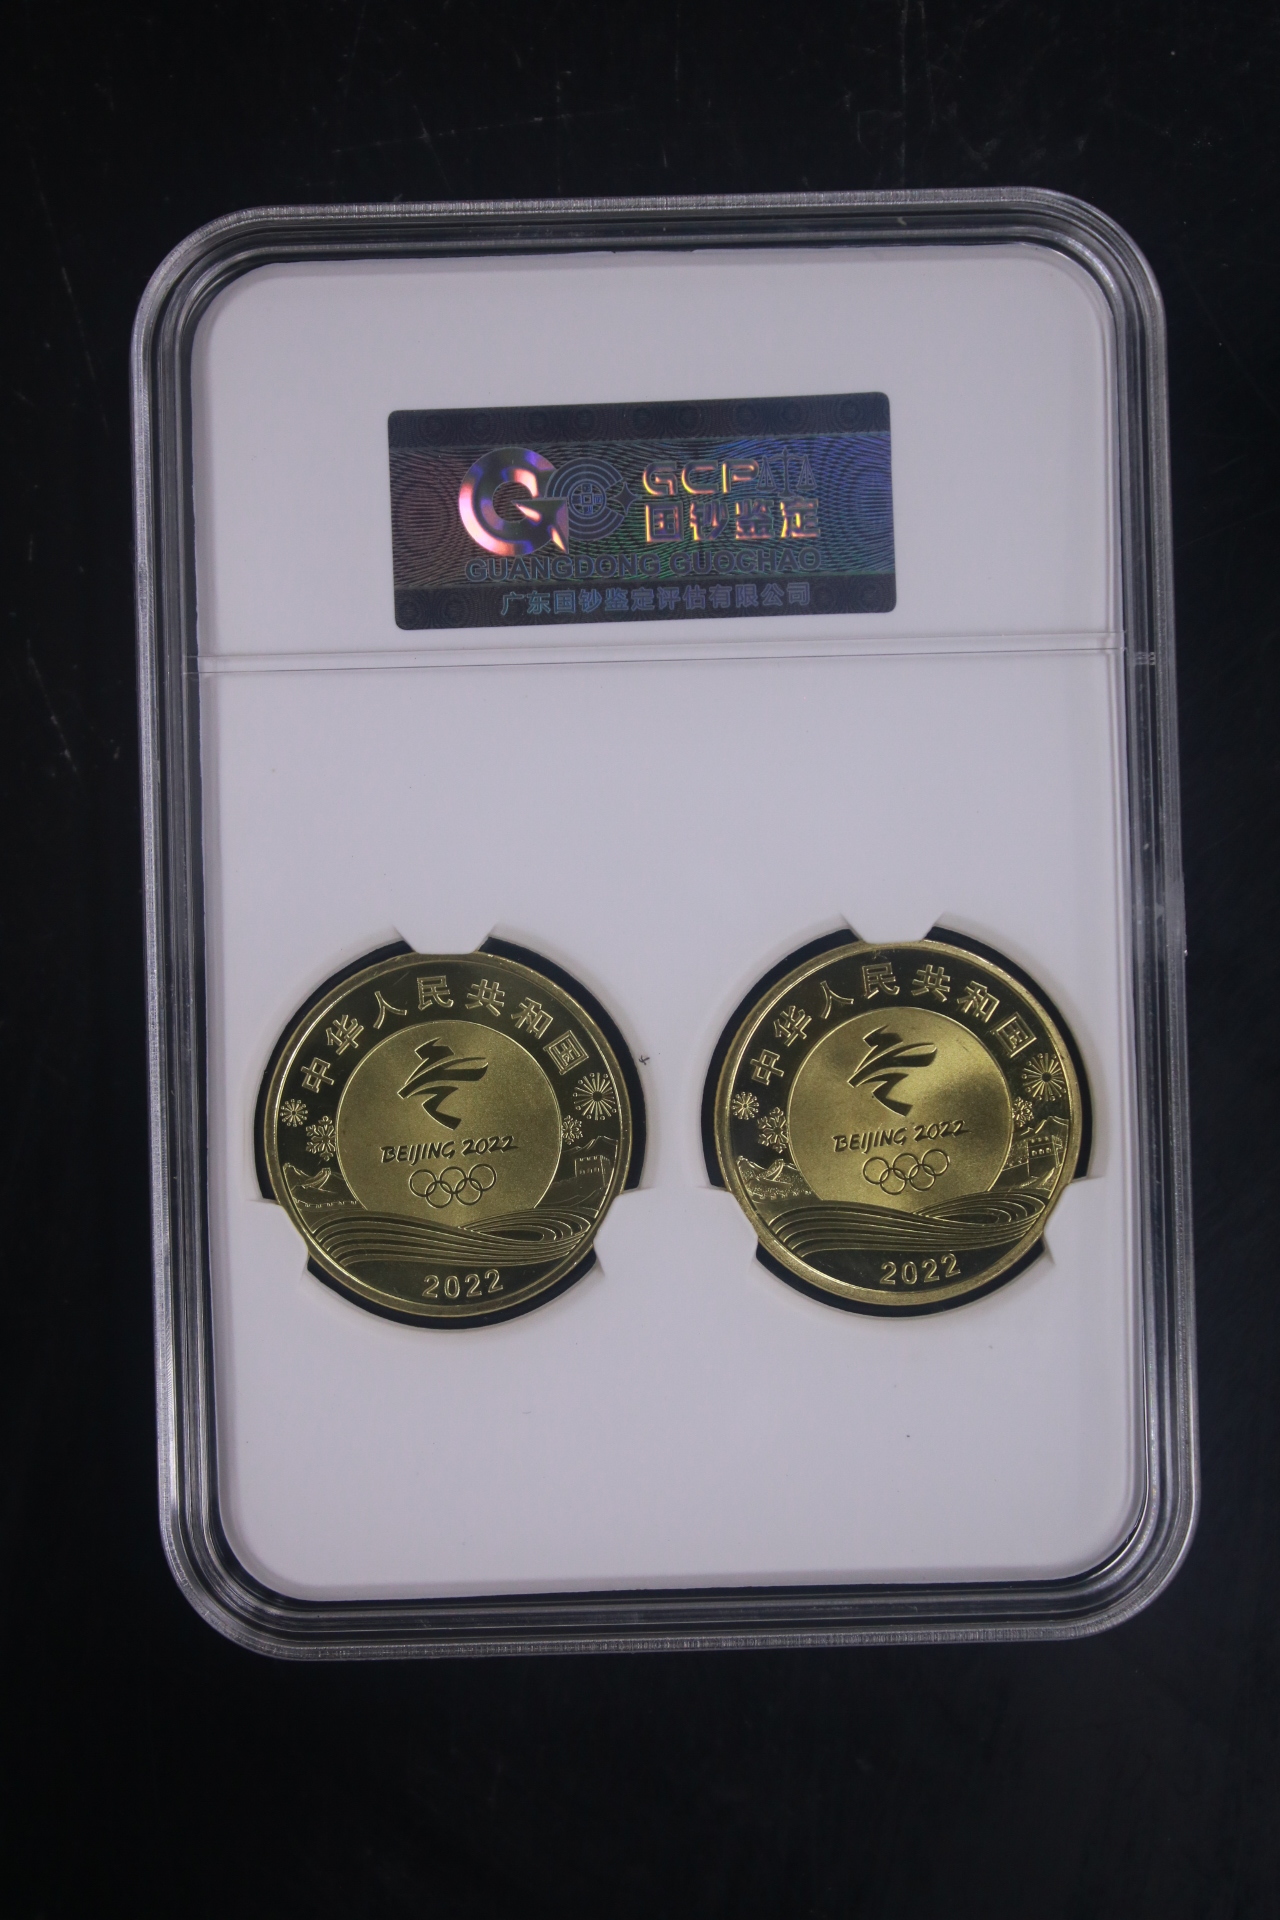 GCP
国钞鉴定
GUANGDONG GUOCHAO
广东国钞鉴定评估有限公司
中华人民共和国
BEIJING 2022
2022
中华人民共和国
BEIJING 2022
2022